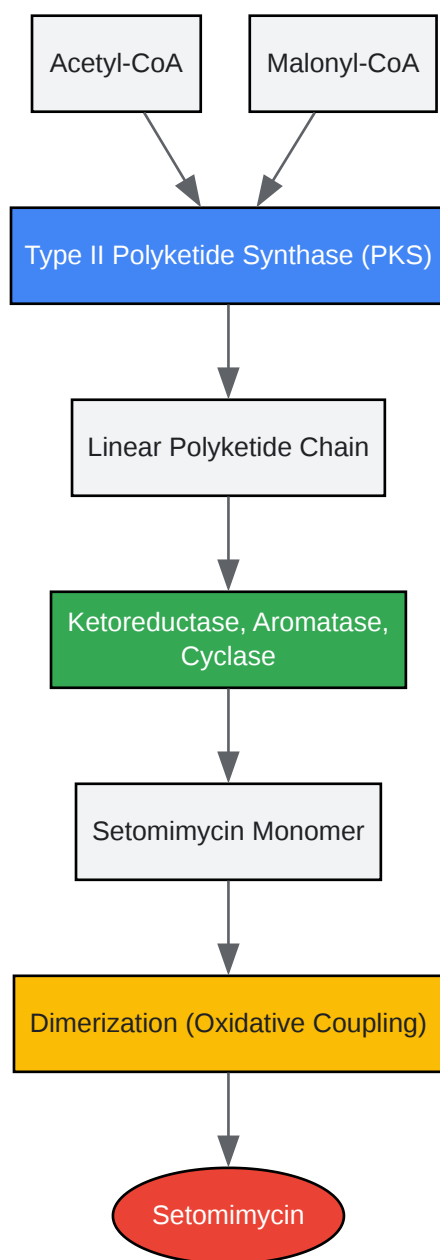 Acetyl-CoA
Malonyl-CoA
Type II Polyketide Synthase (PKS)
Linear Polyketide Chain
Ketoreductase, Aromatase,
Cyclase
Setomimycin Monomer
Dimerization (Oxidative Coupling)
Setomimycin